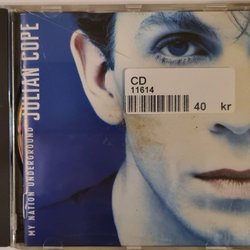 JULIAN COPE
MY NATION UNDERGROUND
CD
11614
40 kr